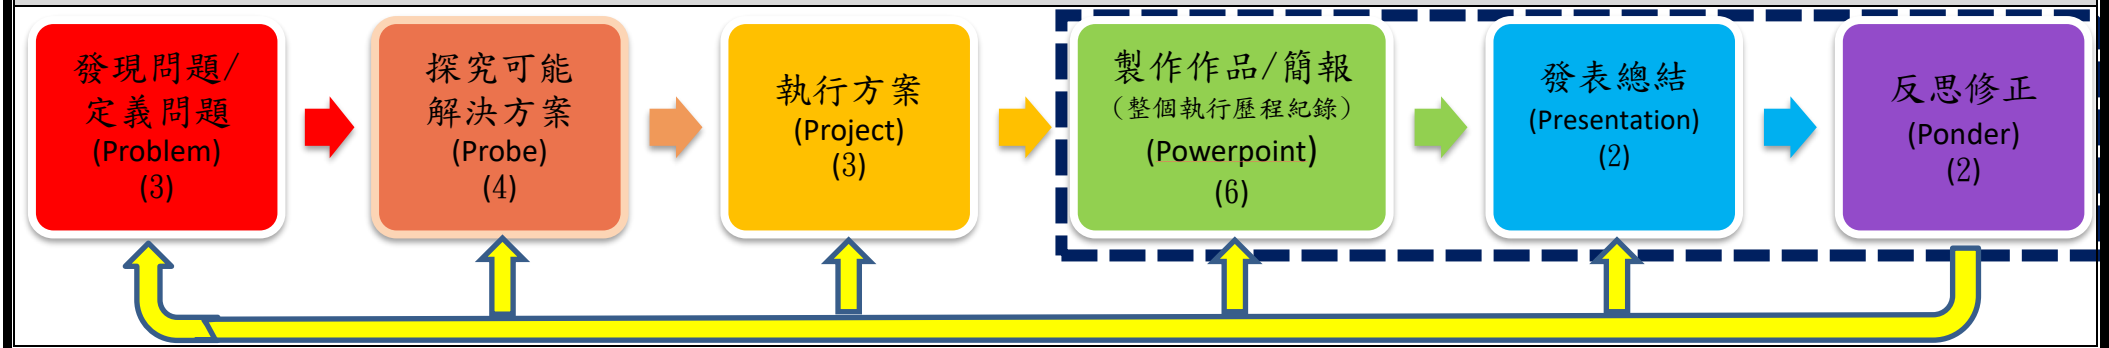 發現問題/
定義問題
(Problem)
(3)
探究可能
解決方案
(Probe)
(4)
執行方案
(Project)
(3)
製作作品/簡報
(整個執行歷程紀錄)
(Powerpoint)
(6)
發表總結
(Presentation)
(2)
反思修正
(Ponder)
(2)